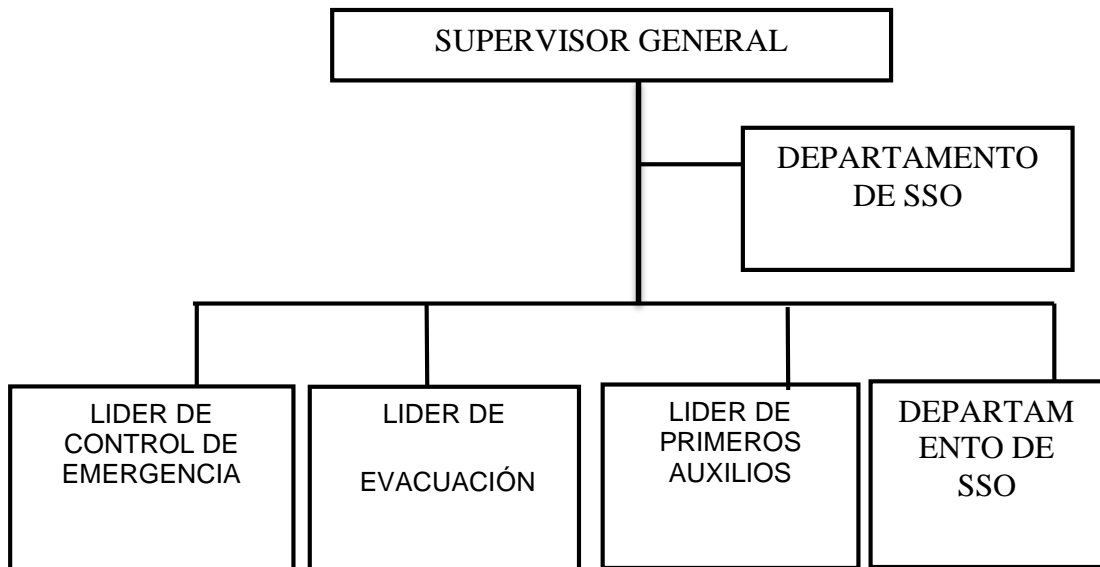 SUPERVISOR GENERAL
DEPARTAMENTO
DE SSO
LIDER DE
CONTROL DE
EMERGENCIA
LIDER DE
EVACUACIÓN
LIDER DE
PRIMEROS
AUXILIOS
DEPARTAM
ENTO DE
SSO